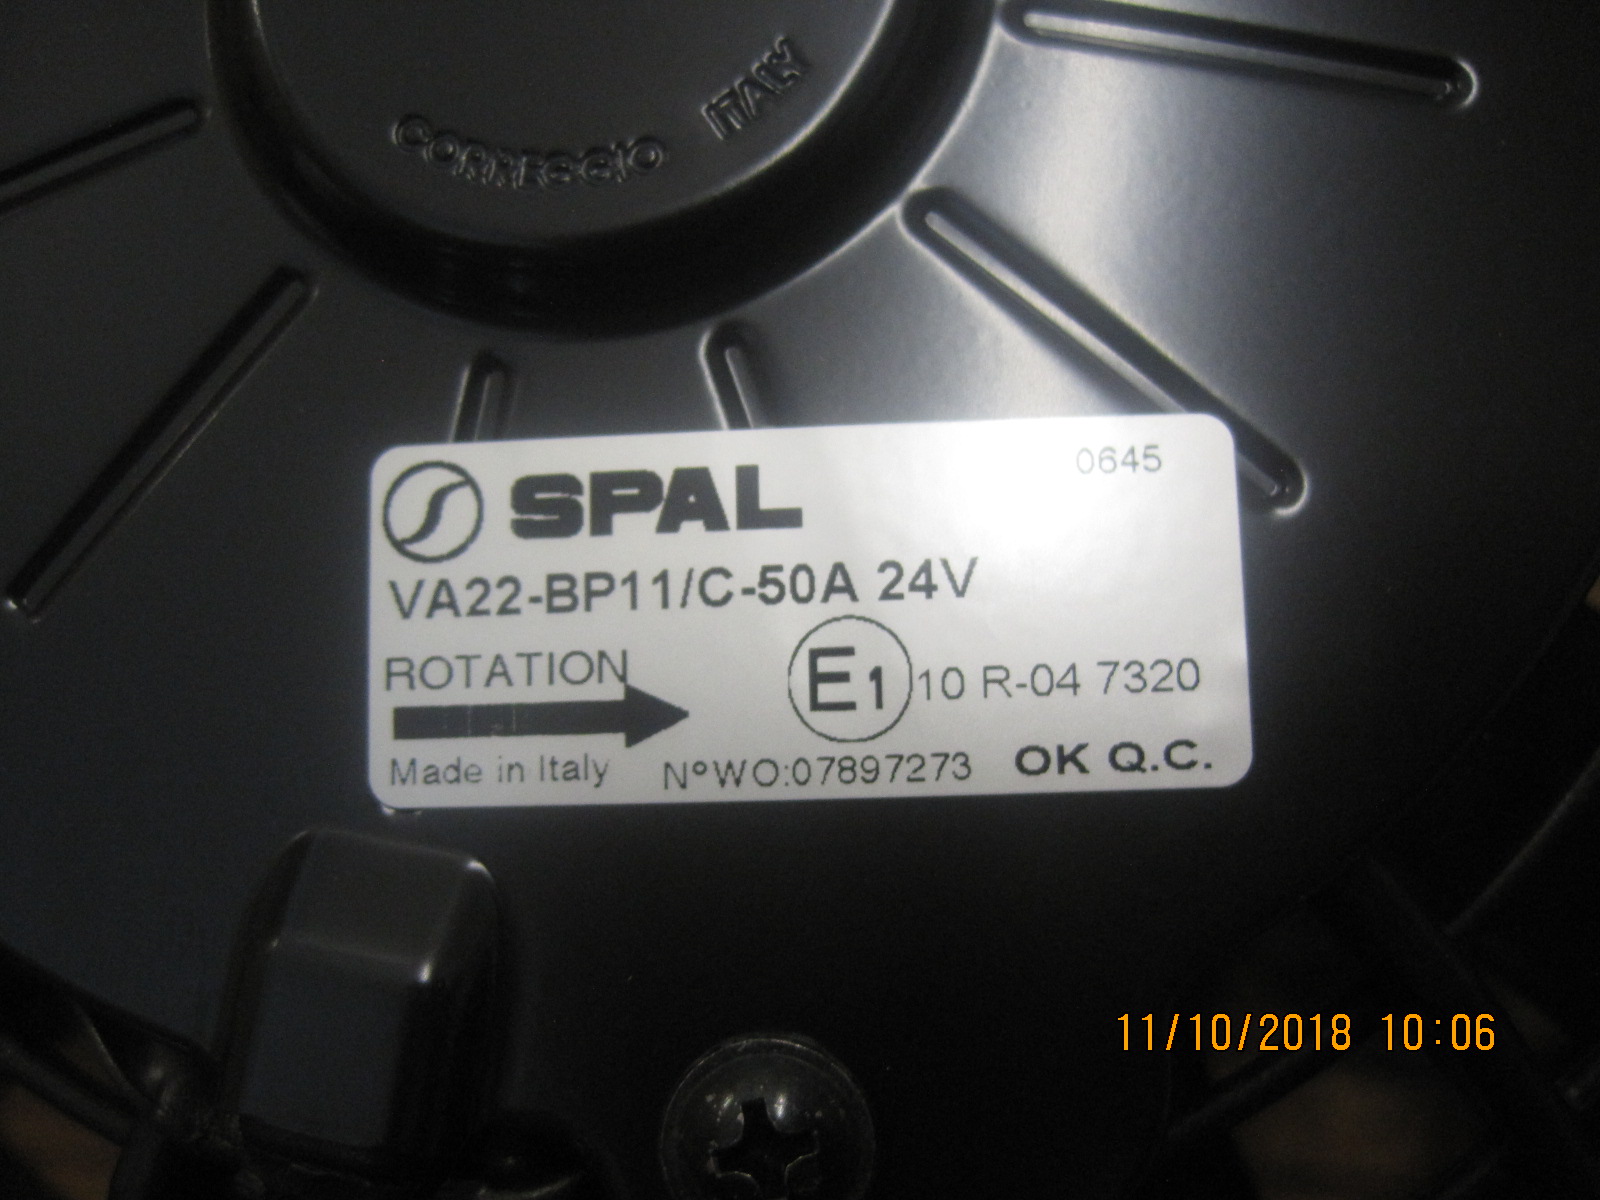 CORREGGIO ITALY
0645
SPAL
VA22-BP11/C-50A 24V
ROTATION
E1 10 R-04 7320
Made in Italy N°WO:07897273 OK Q.C.
11/10/2018 10:06